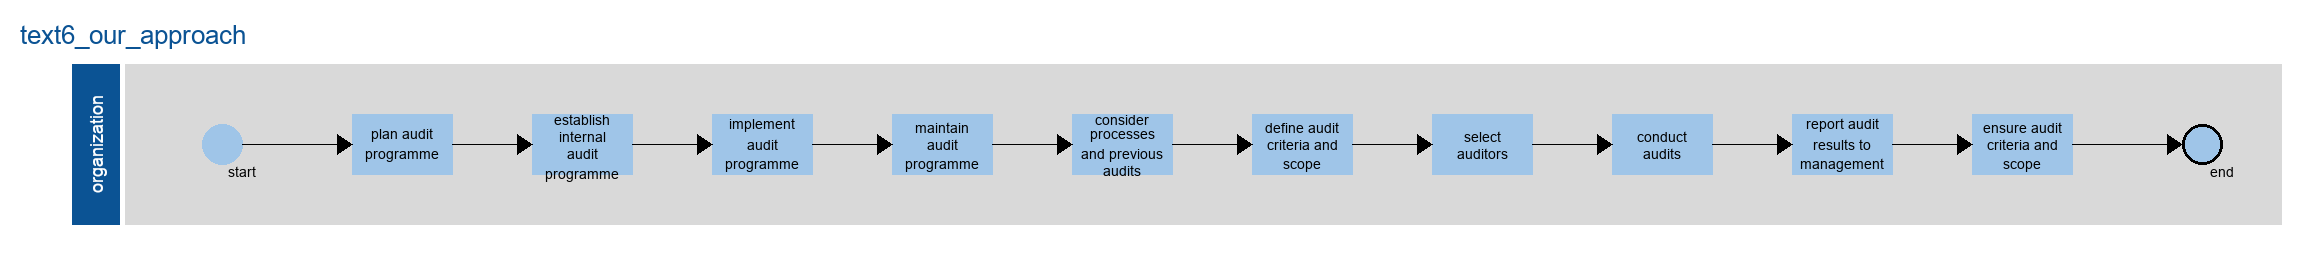 text6_our_approach
organization
start
plan audit
programme
establish
internal
audit
programme
implement
audit
programme
maintain
audit
programme
consider
processes
and previous
audits
define audit
criteria and
scope
select
auditors
conduct
audits
report audit
results to
management
ensure audit
criteria and
scope
end